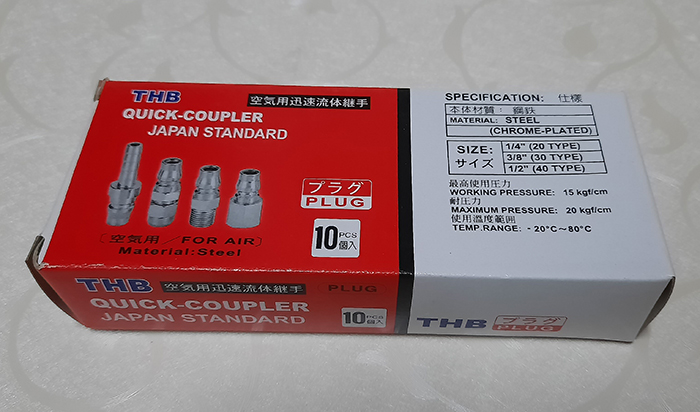 THB 空気用迅速流体継手
QUICK-COUPLER
JAPAN STANDARD
プラグ
PLUG
〔空気用／FOR AIR〕
Material:Steel
10 PCS 個入
SPECIFICATION: 仕様
本体材質: 鋼鉄
MATERIAL: STEEL
(CHROME-PLATED)
SIZE: サイズ
1/4" (20 TYPE)
3/8" (30 TYPE)
1/2" (40 TYPE)
最高使用圧力
WORKING PRESSURE: 15 kgf/cm
耐圧力
MAXIMUM PRESSURE: 20 kgf/cm
使用温度範囲
TEMP.RANGE: - 20°C～80°C
THB 空気用迅速流体継手 PLUG
QUICK-COUPLER
JAPAN STANDARD
10 PCS 個入
THB プラグ
PLUG